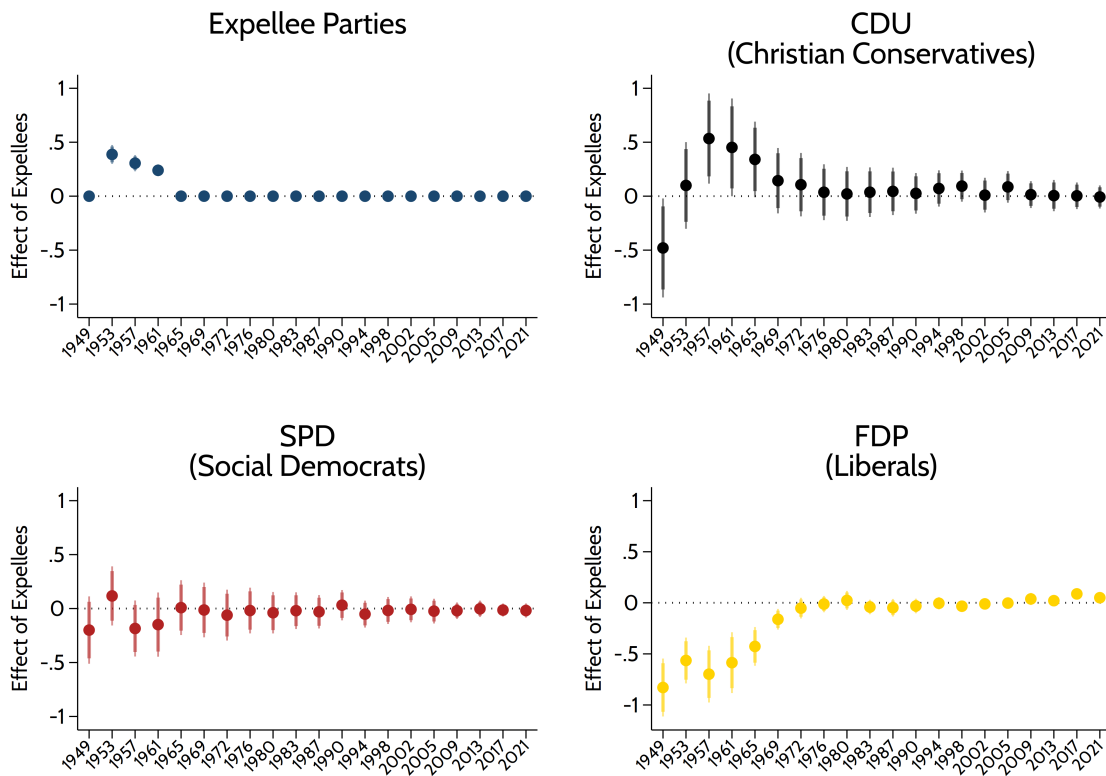 Expellee Parties
Effect of Expellees
1
.5
0
-.5
-1
1949 1953 1957 1961 1965 1969 1972 1976 1980 1983 1987 1990 1994 1998 2002 2005 2009 2013 2017 2021
CDU
(Christian Conservatives)
Effect of Expellees
1
.5
0
-.5
-1
1949 1953 1957 1961 1965 1969 1972 1976 1980 1983 1987 1990 1994 1998 2002 2005 2009 2013 2017 2021
SPD
(Social Democrats)
Effect of Expellees
1
.5
0
-.5
-1
1949 1953 1957 1961 1965 1969 1972 1976 1980 1983 1987 1990 1994 1998 2002 2005 2009 2013 2017 2021
FDP
(Liberals)
Effect of Expellees
1
.5
0
-.5
-1
1949 1953 1957 1961 1965 1969 1972 1976 1980 1983 1987 1990 1994 1998 2002 2005 2009 2013 2017 2021